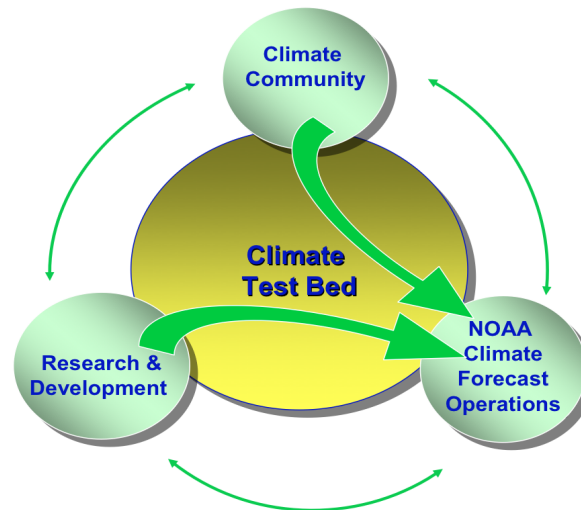 Climate
Community
Climate
Test Bed
Research &
Development
NOAA
Climate
Forecast
Operations